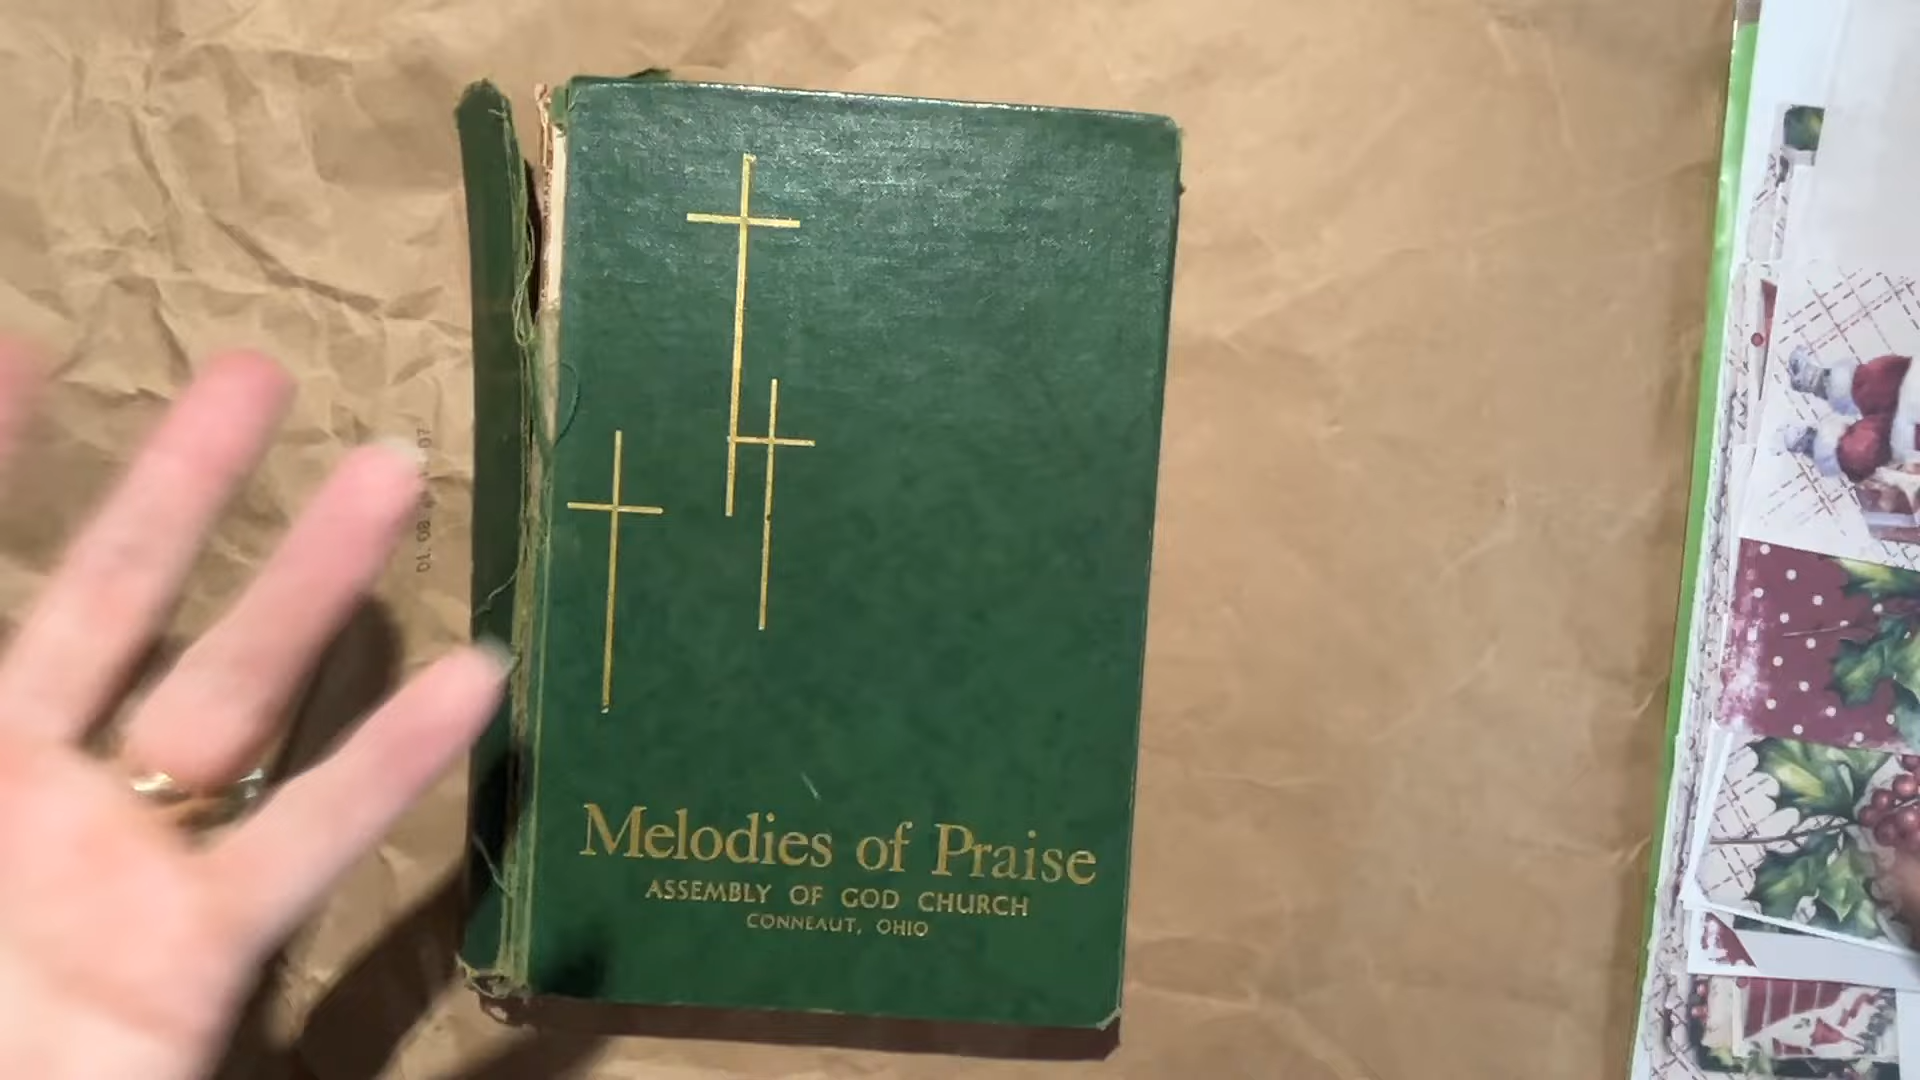 Melodies of Praise
ASSEMBLY OF GOD CHURCH
CONNEAUT, OHIO